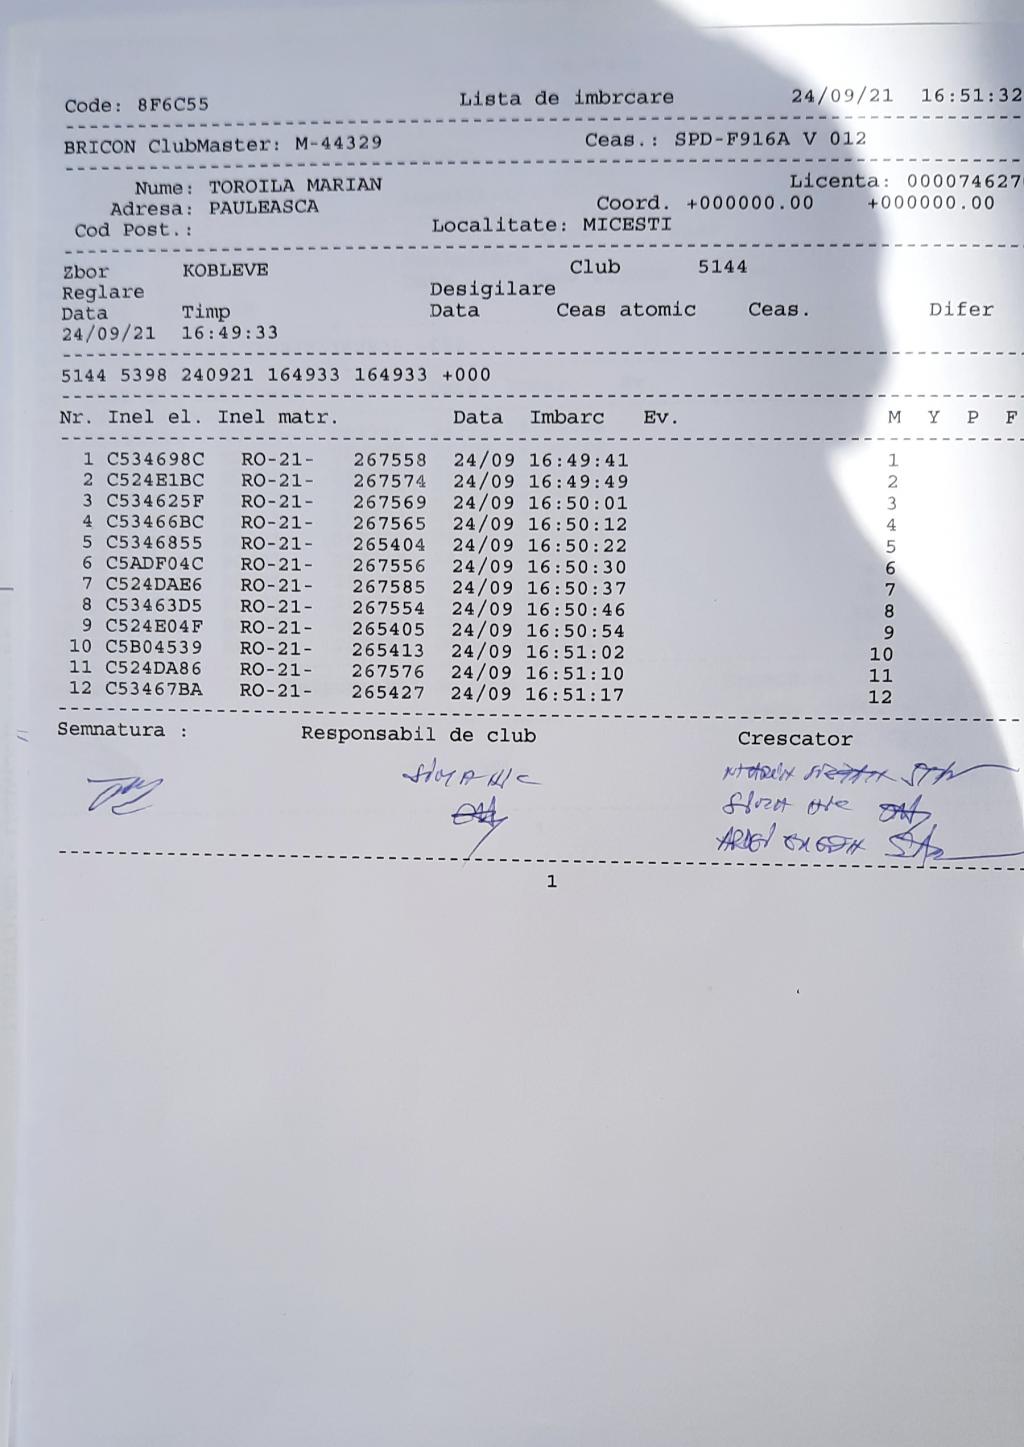 Code: 8F6C55 Lista de imbrcare 24/09/21 16:51:32
BRICON ClubMaster: M-44329 Ceas.: SPD-F916A V 012
Nume: TOROILA MARIAN Licenta: 000074627
Adresa: PAULEASCA Coord. +000000.00 +000000.00
Cod Post.: Localitate: MICESTI
Zbor KOBLEVE Club 5144
Reglare Desigilare
Data Timp Data Ceas atomic Ceas. Difer
24/09/21 16:49:33
5144 5398 240921 164933 164933 +000
Nr. Inel el. Inel matr. Data Imbarc Ev. M Y P F
1 C534698C RO-21- 267558 24/09 16:49:41 1
2 C524E1BC RO-21- 267574 24/09 16:49:49 2
3 C534625F RO-21- 267569 24/09 16:50:01 3
4 C53466BC RO-21- 267565 24/09 16:50:12 4
5 C5346855 RO-21- 265404 24/09 16:50:22 5
6 C5ADF04C RO-21- 267556 24/09 16:50:30 6
7 C524DAE6 RO-21- 267585 24/09 16:50:37 7
8 C53463D5 RO-21- 267554 24/09 16:50:46 8
9 C524E04F RO-21- 265405 24/09 16:50:54 9
10 C5B04539 RO-21- 265413 24/09 16:51:02 10
11 C524DA86 RO-21- 267576 24/09 16:51:10 11
12 C53467BA RO-21- 265427 24/09 16:51:17 12
Semnatura : Responsabil de club Crescator
1